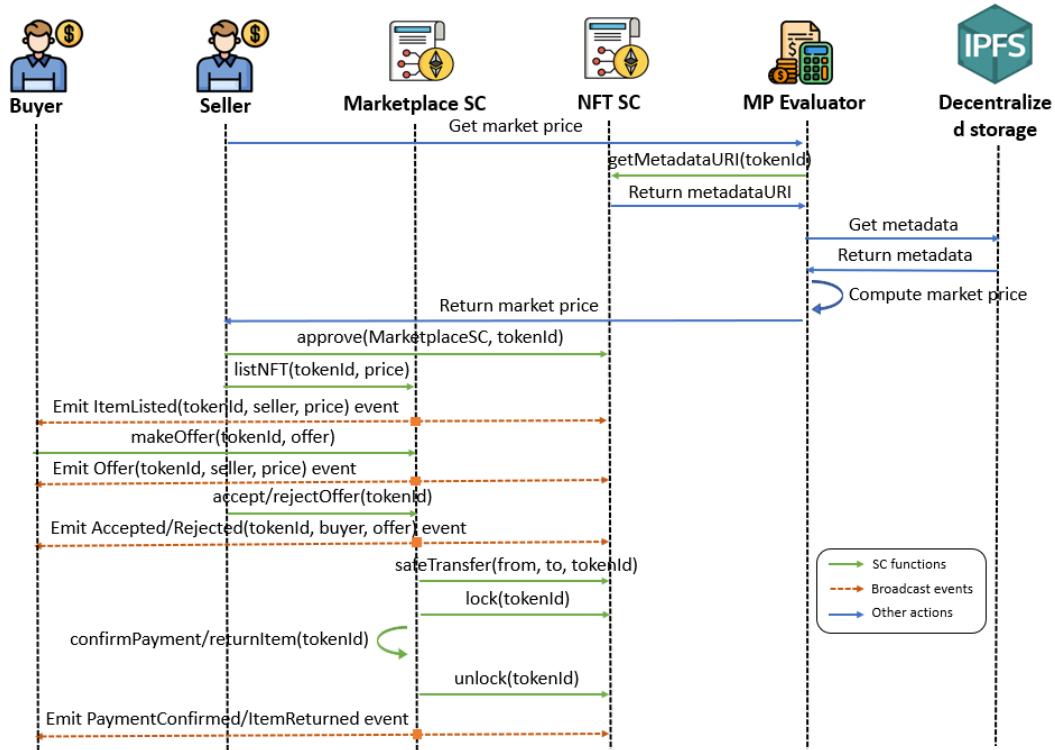 IPFS
Buyer
Seller
Marketplace SC
NFT SC
MP Evaluator
Decentralize
d storage
Get market price
getMetadataURI(tokenId)
Return metadataURI
Get metadata
Return metadata
Compute market price
Return market price
approve(MarketplaceSC, tokenId)
listNFT(tokenId, price)
Emit ItemListed(tokenId, seller, price) event
makeOffer(tokenId, offer)
Emit Offer(tokenId, seller, price) event
accept/rejectOffer(tokenId)
Emit Accepted/Rejected(tokenId, buyer, offer) event
safeTransfer(from, to, tokenId)
lock(tokenId)
confirmPayment/returnItem(tokenId)
unlock(tokenId)
Emit PaymentConfirmed/ItemReturned event
SC functions
Broadcast events
Other actions